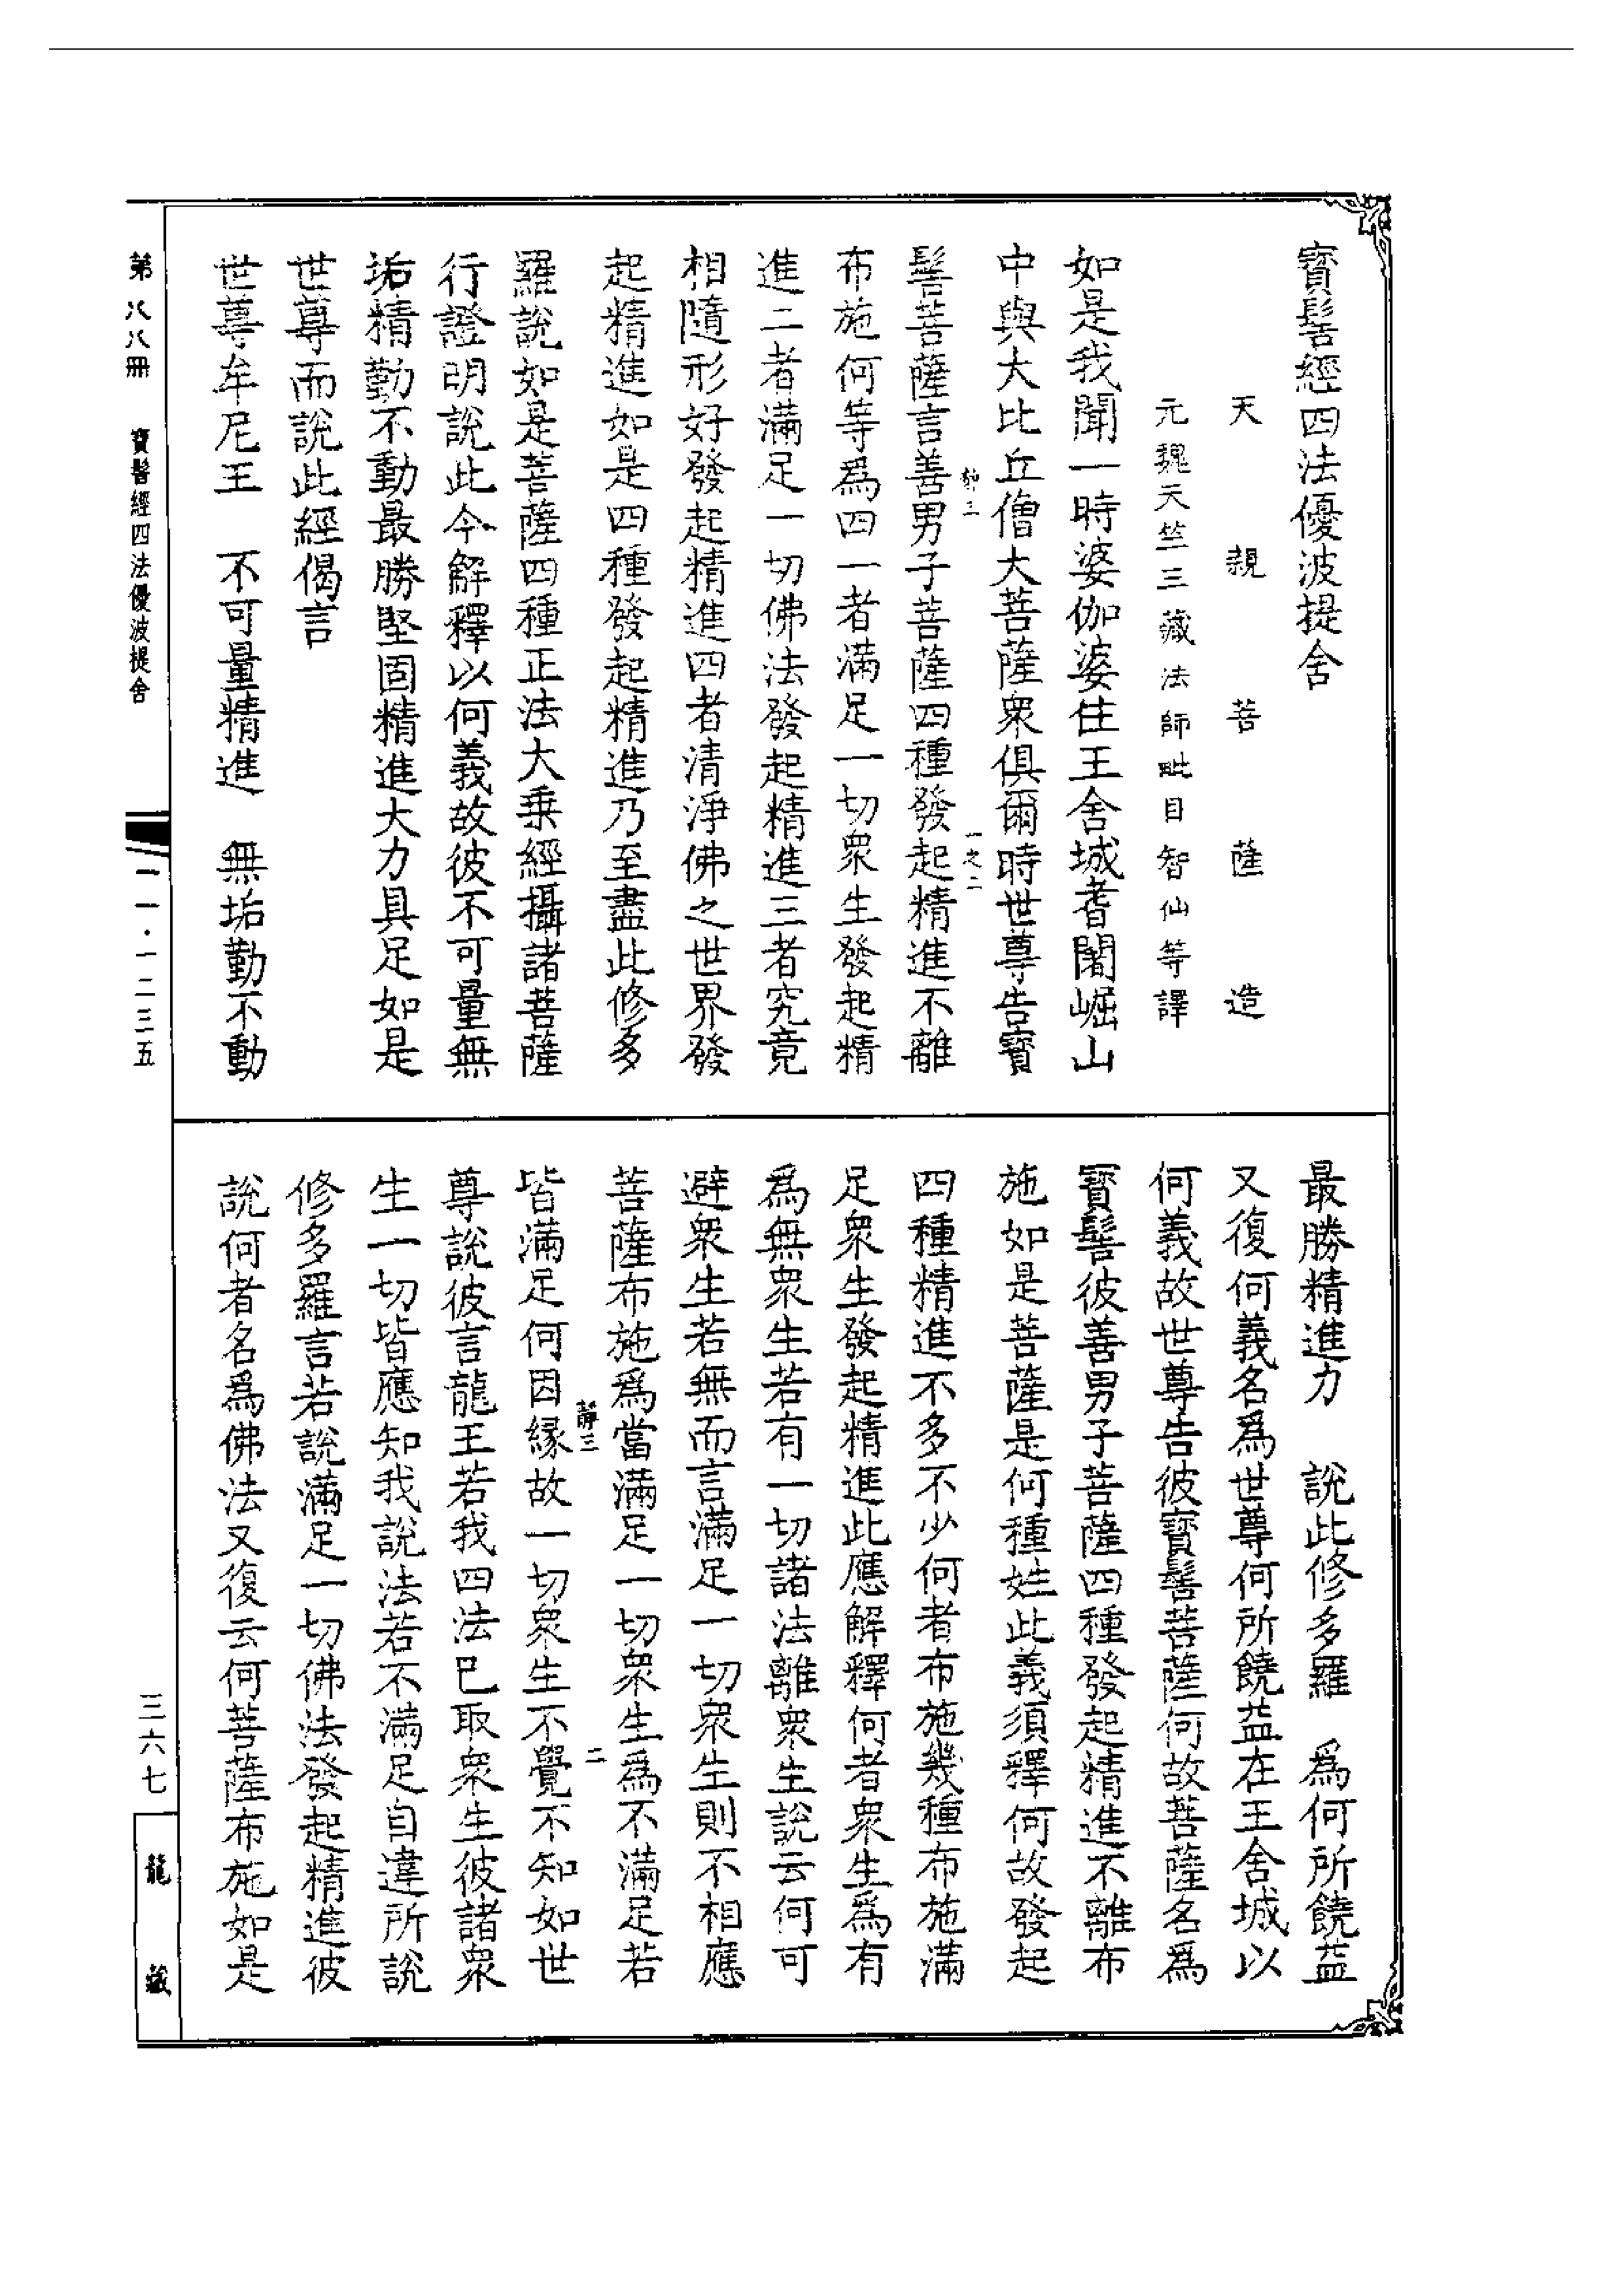 寶髻經四法優波提舍
天親菩薩造
元魏天竺三藏法師毗目智仙等譯
如是我聞一時婆伽婆住王舍城耆闍崛山
中與大比丘僧大菩薩衆俱爾時世尊告寶
髻菩薩言善男子菩薩四種發起精進不離
布施何等爲四一者滿足一切衆生發起精
進二者滿足一切佛法發起精進三者究竟
相隨形好發起精進四者清淨佛之世界發
起精進如是四種發起精進乃至盡此修多
羅說如是菩薩四種正法大乗經攝諸菩薩
行證明說此今解釋以何義故彼不可量無
垢精勤不動最勝堅固精進大力具足如是
世尊而說此經偈言
世尊牟尼王　不可量精進　無垢勤不動
最勝精進力　說此修多羅　爲何所饒益
又復何義名爲世尊何所饒益在王舍城以
何義故世尊告彼寶髻菩薩何故菩薩名爲
寶髻彼善男子菩薩四種發起精進不離布
施如是菩薩是何種姓此義須釋何故發起
四種精進不多不少何者布施幾種布施滿
足衆生發起精進此應解釋何者衆生爲有
爲無衆生若有一切諸法離衆生說云何可
避衆生若無而言滿足一切衆生則不相應
菩薩布施爲當滿足一切衆生爲不滿足若
靜三
二
皆滿足何因緣故一切衆生不覺不知如世
尊說彼言龍王若我四法已取衆生彼諸衆
生一切皆應知我說法若不滿足自違所說
修多羅言若說滿足一切佛法發起精進彼
說何者名爲佛法又復云何菩薩布施如是
第八八冊　寶髻經四法優波提舍
一一·一二三五
三六七
龍藏